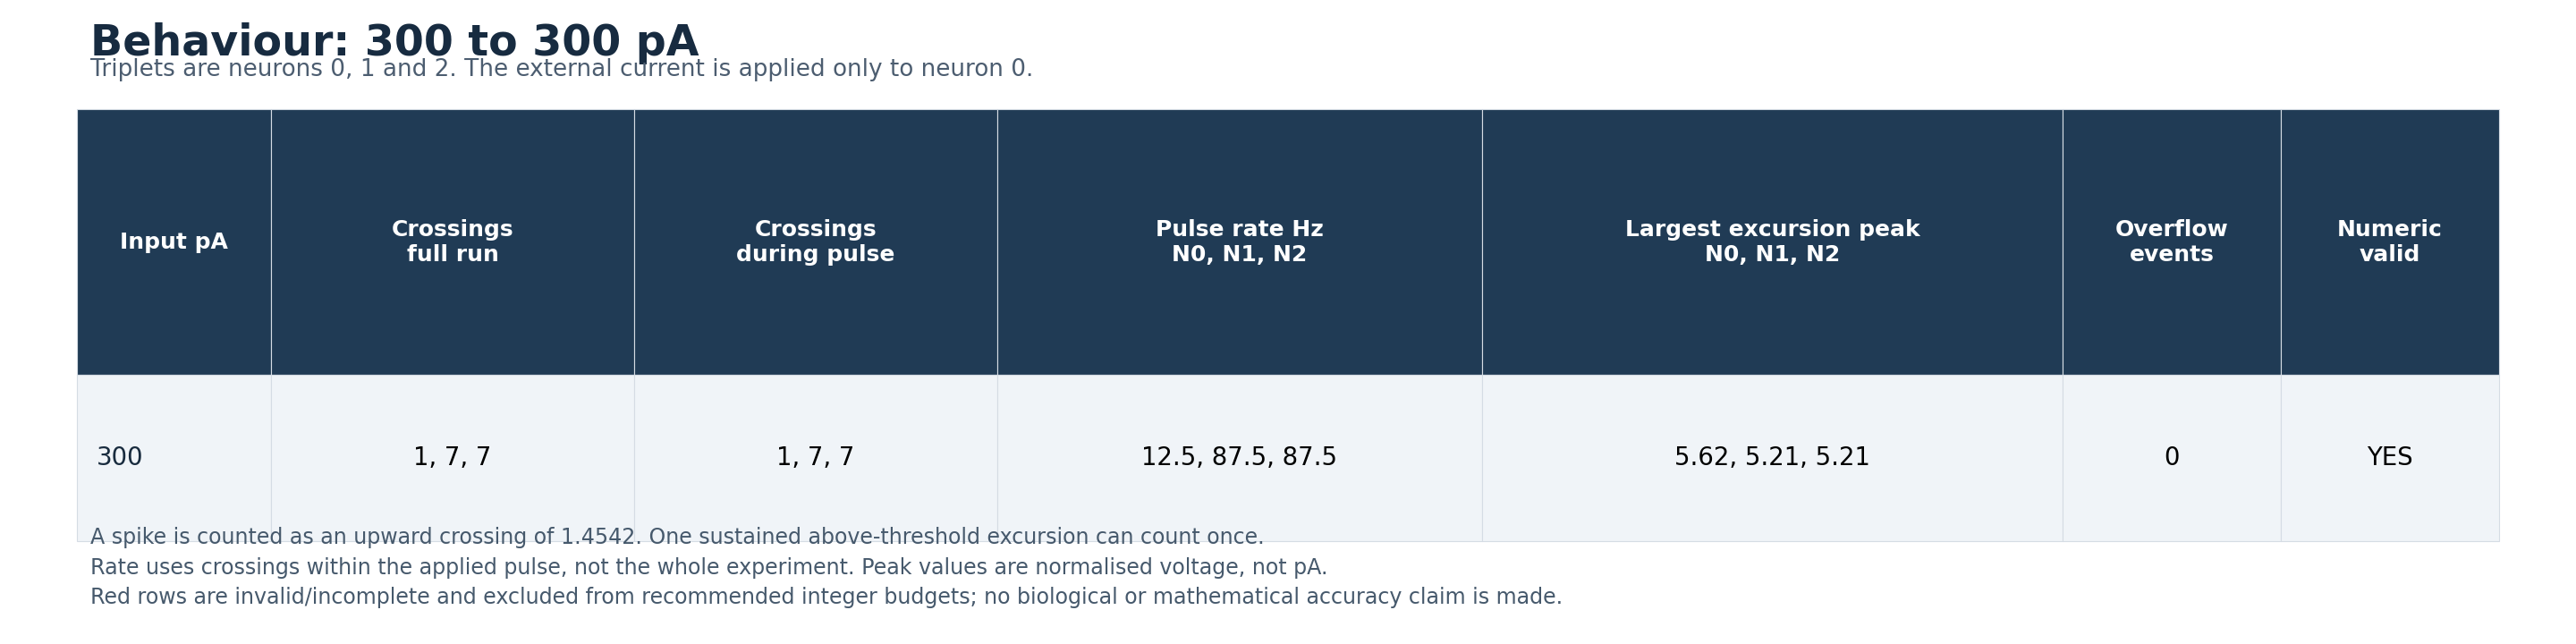 Behaviour: 300 to 300 pA
Triplets are neurons 0, 1 and 2. The external current is applied only to neuron 0.
Input pA
Crossings
full run
Crossings
during pulse
Pulse rate Hz
N0, N1, N2
Largest excursion peak
N0, N1, N2
Overflow
events
Numeric
valid
300
1, 7, 7
1, 7, 7
12.5, 87.5, 87.5
5.62, 5.21, 5.21
0
YES
A spike is counted as an upward crossing of 1.4542. One sustained above-threshold excursion can count once.
Rate uses crossings within the applied pulse, not the whole experiment. Peak values are normalised voltage, not pA.
Red rows are invalid/incomplete and excluded from recommended integer budgets; no biological or mathematical accuracy claim is made.